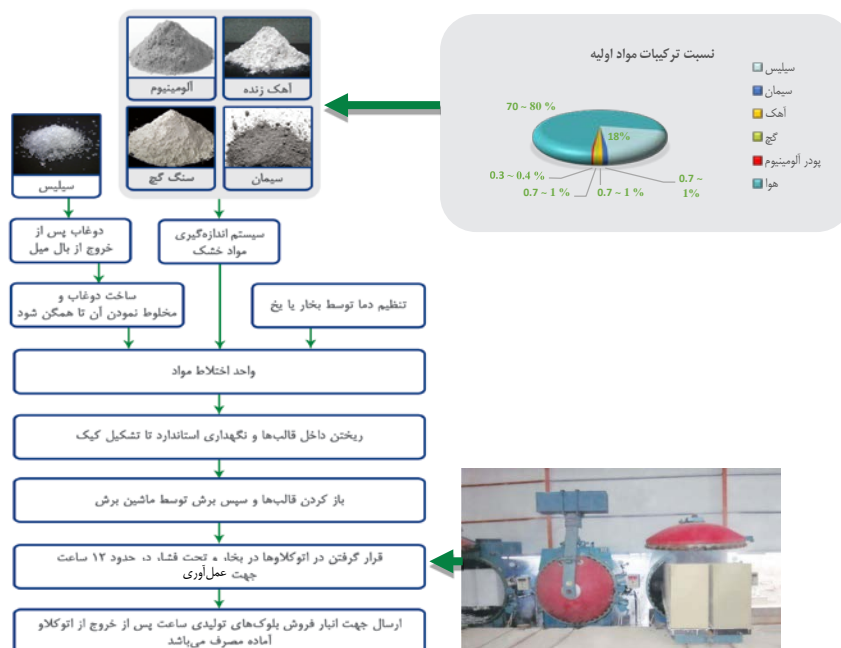 نسبت ترکیبات مواد اولیه
سیلیس
سیمان
آهک
گچ
پودر آلومینیوم
هوا
70 ~ 80 %
18%
0.3 ~ 0.4 %
0.7 ~ 1 %
0.7 ~ 1 %
0.7 ~
1%
آهک زنده
آلومینیوم
سیمان
سنگ گچ
سیلیس
سیستم اندازه‌گیری
مواد خشک
دوغاب پس از
خروج از بال میل
ساخت دوغاب و
مخلوط نمودن آن تا همگن شود
تنظیم دما توسط بخار یا یخ
واحد اختلاط مواد
ریختن داخل قالب‌ها و نگهداری استاندارد تا تشکیل کیک
باز کردن قالب‌ها و سپس برش توسط ماشین برش
قرار گرفتن در اتوکلاوها در بخار و تحت فشار در حدود ۱۲ ساعت
جهت عمل‌آوری
ارسال جهت انبار فروش بلوک‌های تولیدی ساعت پس از خروج از اتوکلاو
آماده مصرف می‌باشد